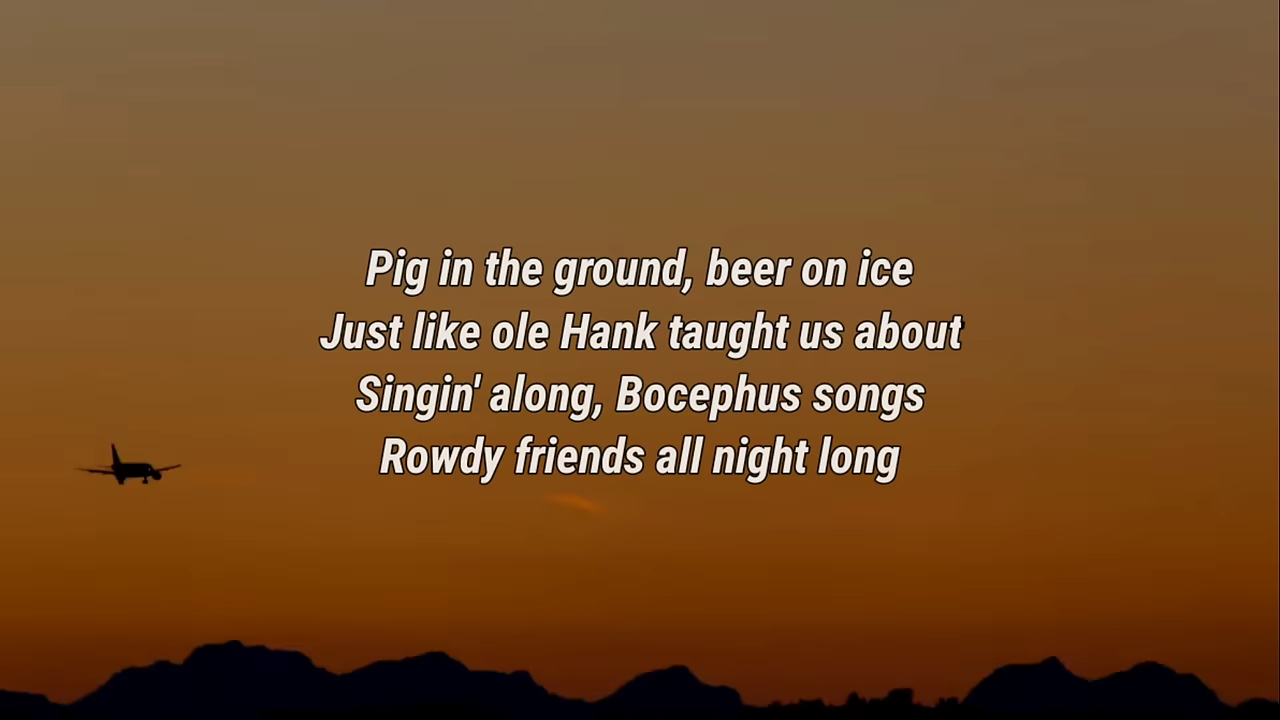 Pig in the ground, beer on ice
Just like ole Hank taught us about
Singin' along, Bocephus songs
Rowdy friends all night long